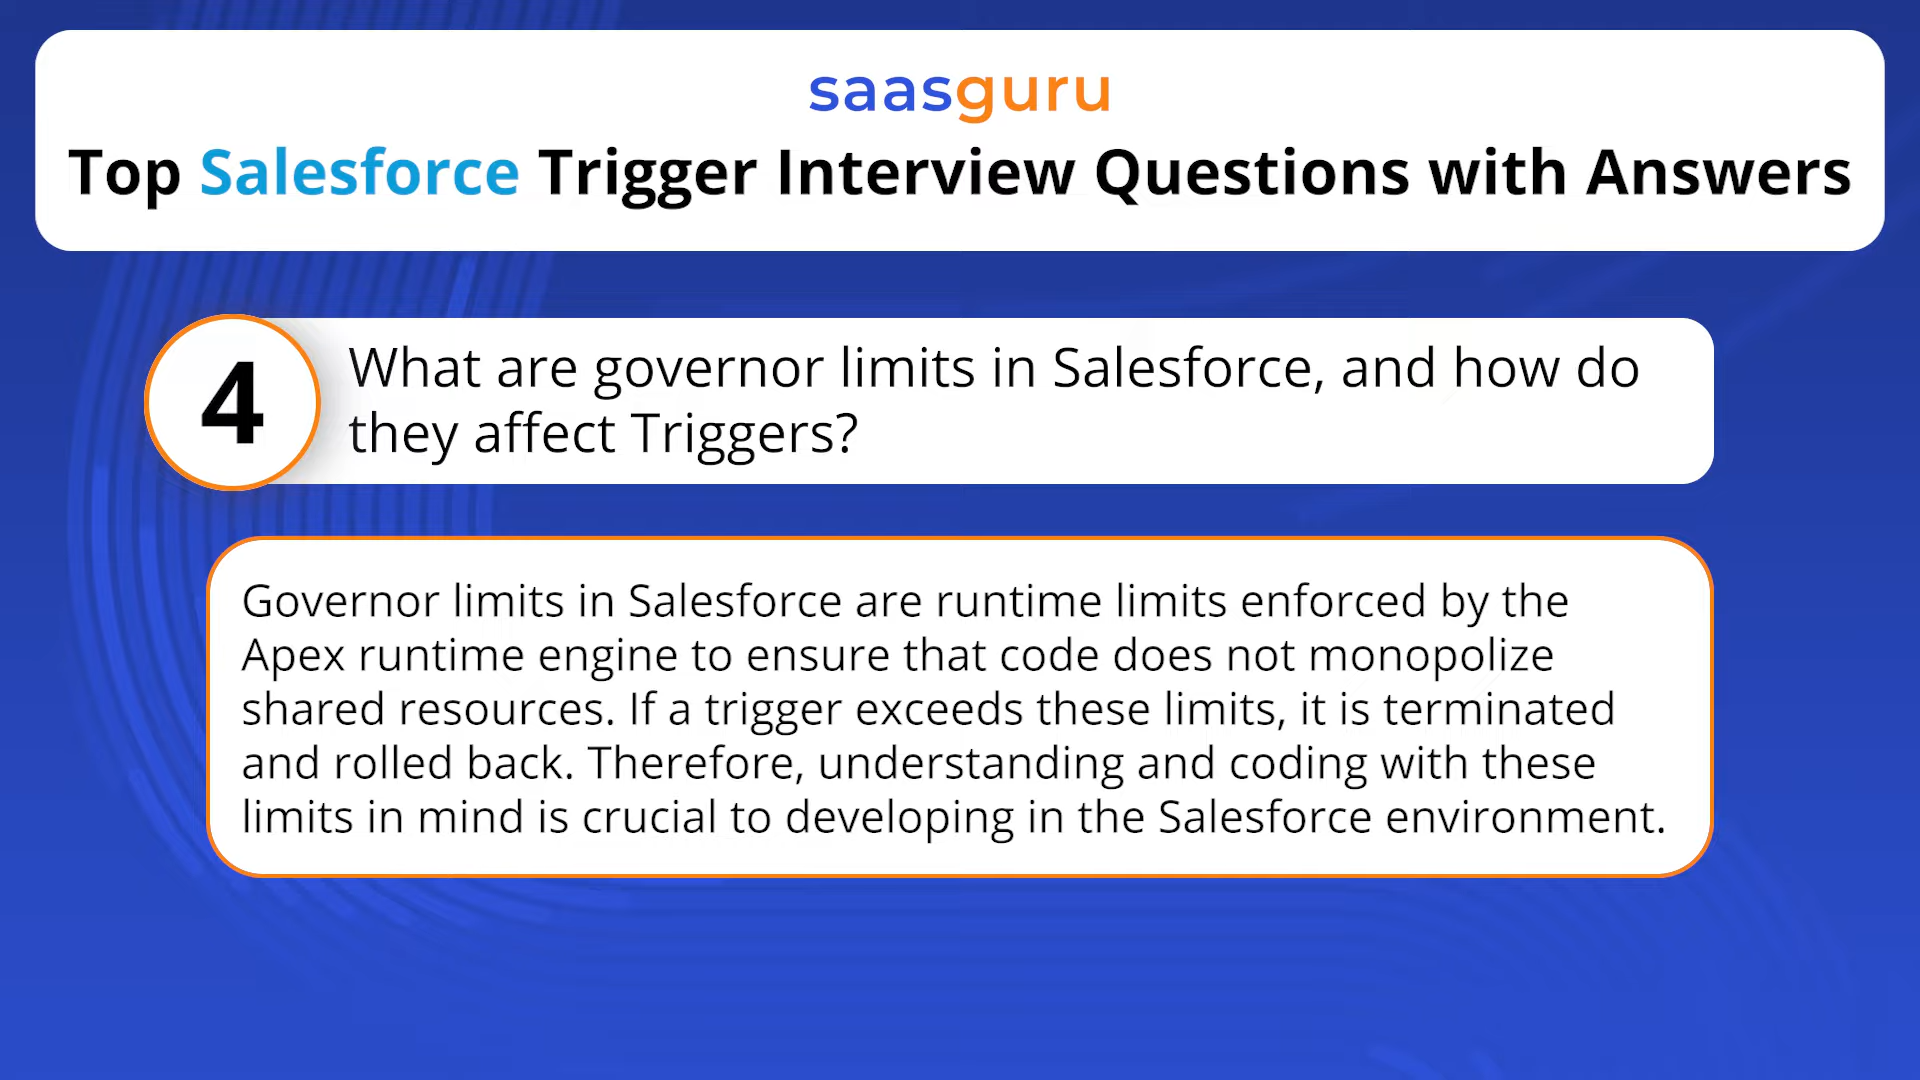 saasguru
Top Salesforce Trigger Interview Questions with Answers
4
What are governor limits in Salesforce, and how do
they affect Triggers?
Governor limits in Salesforce are runtime limits enforced by the
Apex runtime engine to ensure that code does not monopolize
shared resources. If a trigger exceeds these limits, it is terminated
and rolled back. Therefore, understanding and coding with these
limits in mind is crucial to developing in the Salesforce environment.